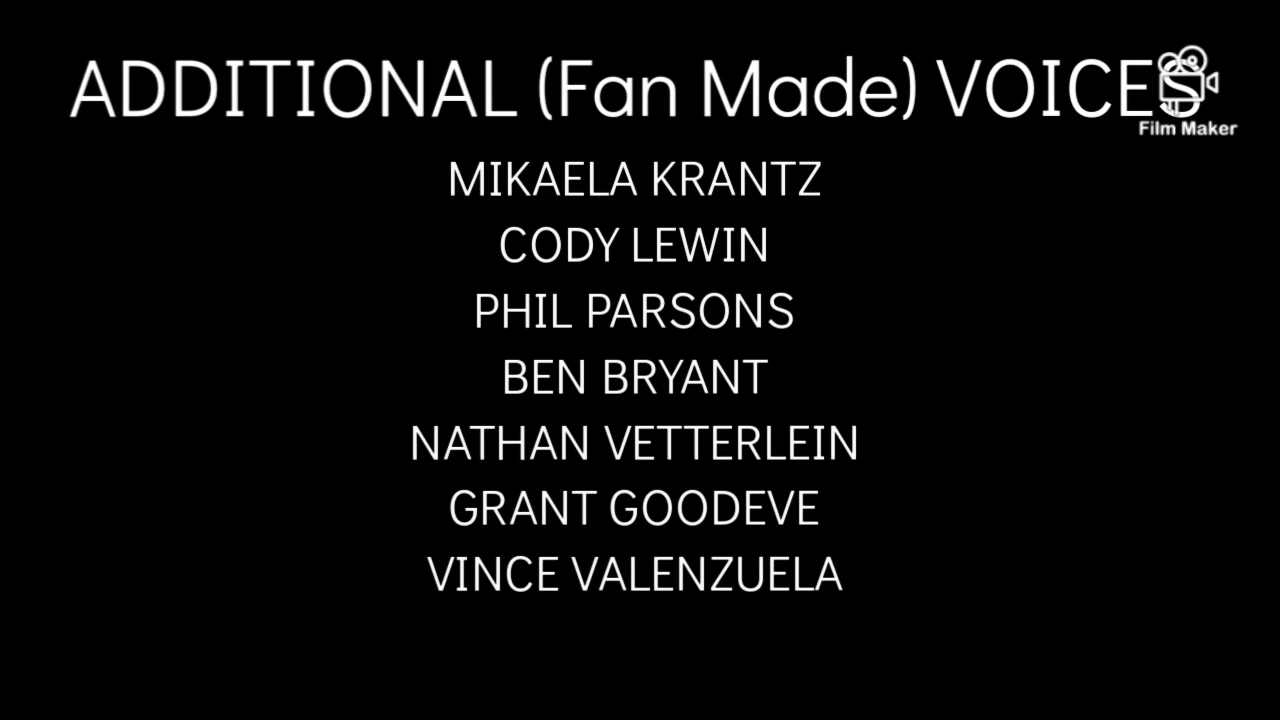 ADDITIONAL (Fan Made) VOICES
Film Maker
MIKAELA KRANTZ
CODY LEWIN
PHIL PARSONS
BEN BRYANT
NATHAN VETTERLEIN
GRANT GOODEVE
VINCE VALENZUELA